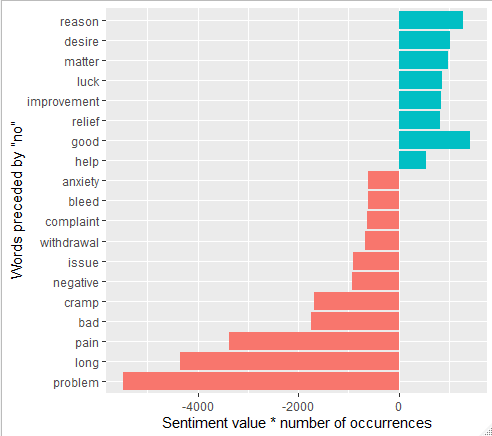 reason
desire
matter
luck
improvement
relief
good
help
anxiety
bleed
complaint
withdrawal
issue
negative
cramp
bad
pain
long
problem
Words preceded by "no"
-4000 -2000 0
Sentiment value * number of occurrences